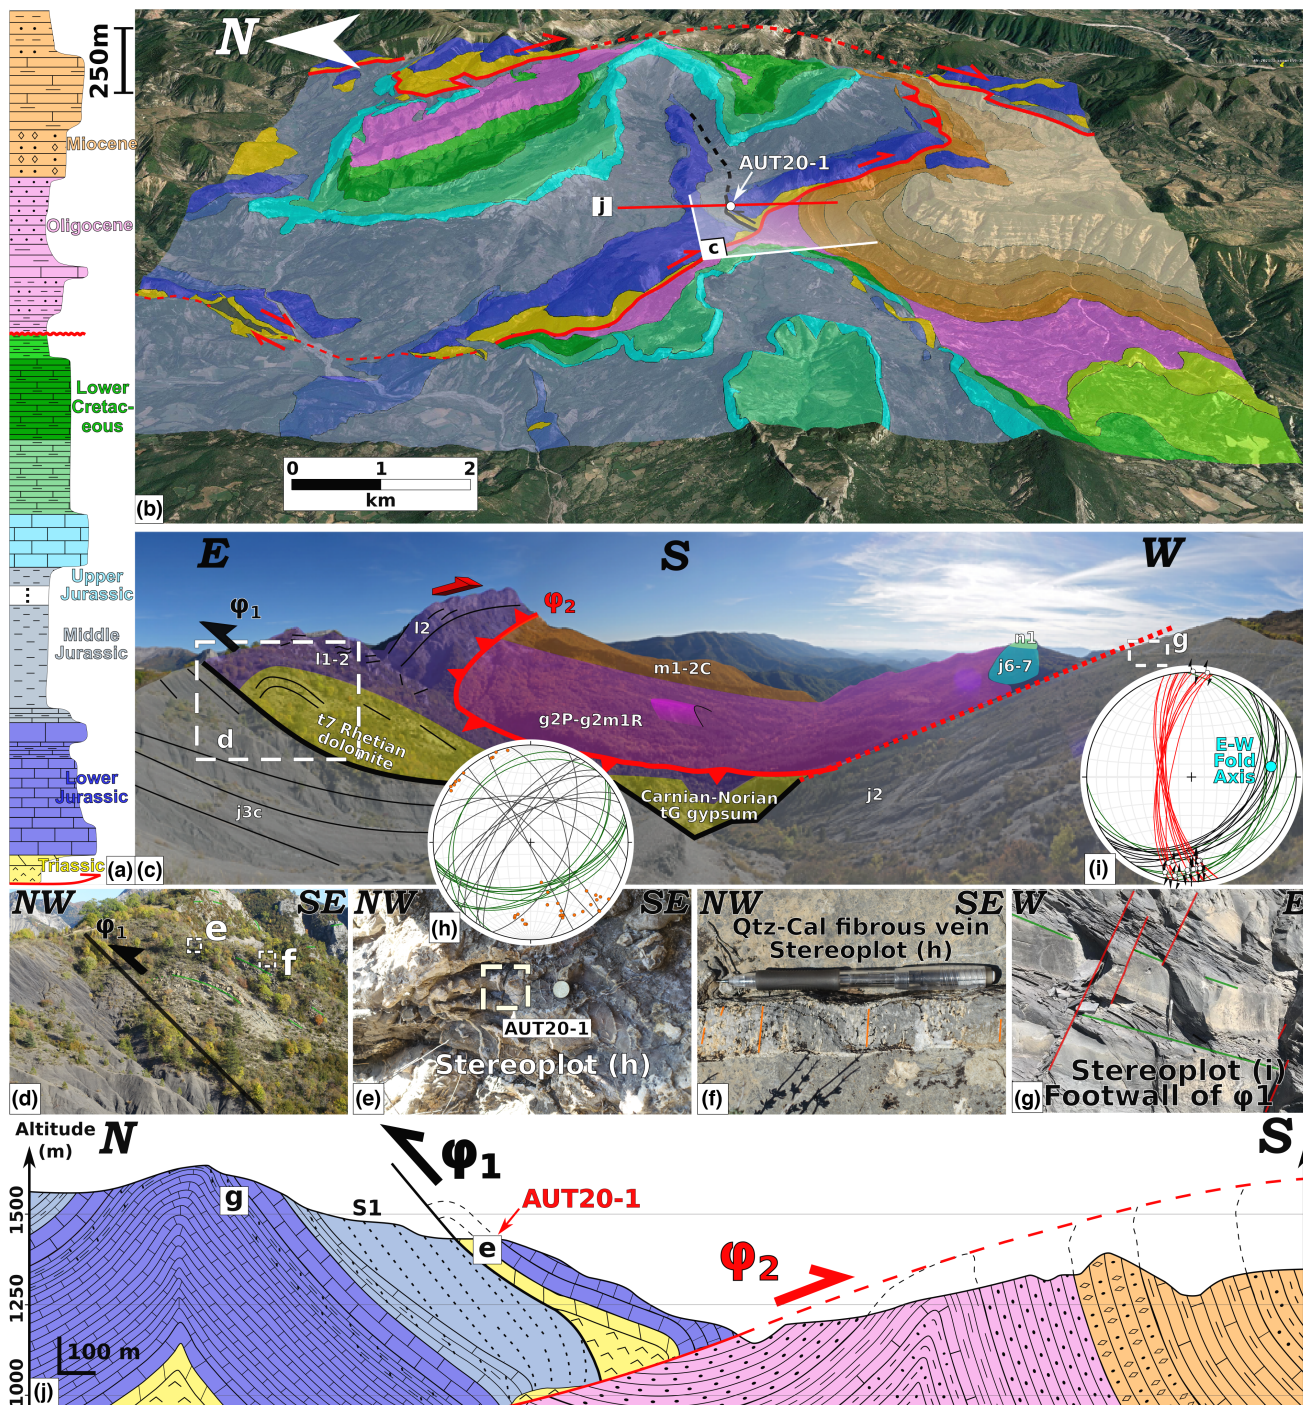 250m
Miocene
Oligocene
Lower
Cretac-
eous
Upper
Jurassic
Middle
Jurassic
Lower
Jurassic
Triassic
(a)
N
AUT20-1
j
c
0 1 2
km
(b)
E
S
W
φ1
l2
φ2
l1-2
m1-2C
n1
g
j6-7
d
t7 Rhetian
dolomite
g2P-g2m1R
E-W
Fold
Axis
Carnian-Norian
tG gypsum
j3c
j2
(c)
(h)
(i)
NW
SE
φ1
e
f
(d)
NW
SE
AUT20-1
Stereoplot (h)
(e)
NW
SE
Qtz-Cal fibrous vein
Stereoplot (h)
(f)
W
E
Stereoplot (i)
Footwall of φ1
(g)
Altitude
(m)
N
S
φ1
g
S1
AUT20-1
e
φ2
1500
1250
1000
100 m
(j)